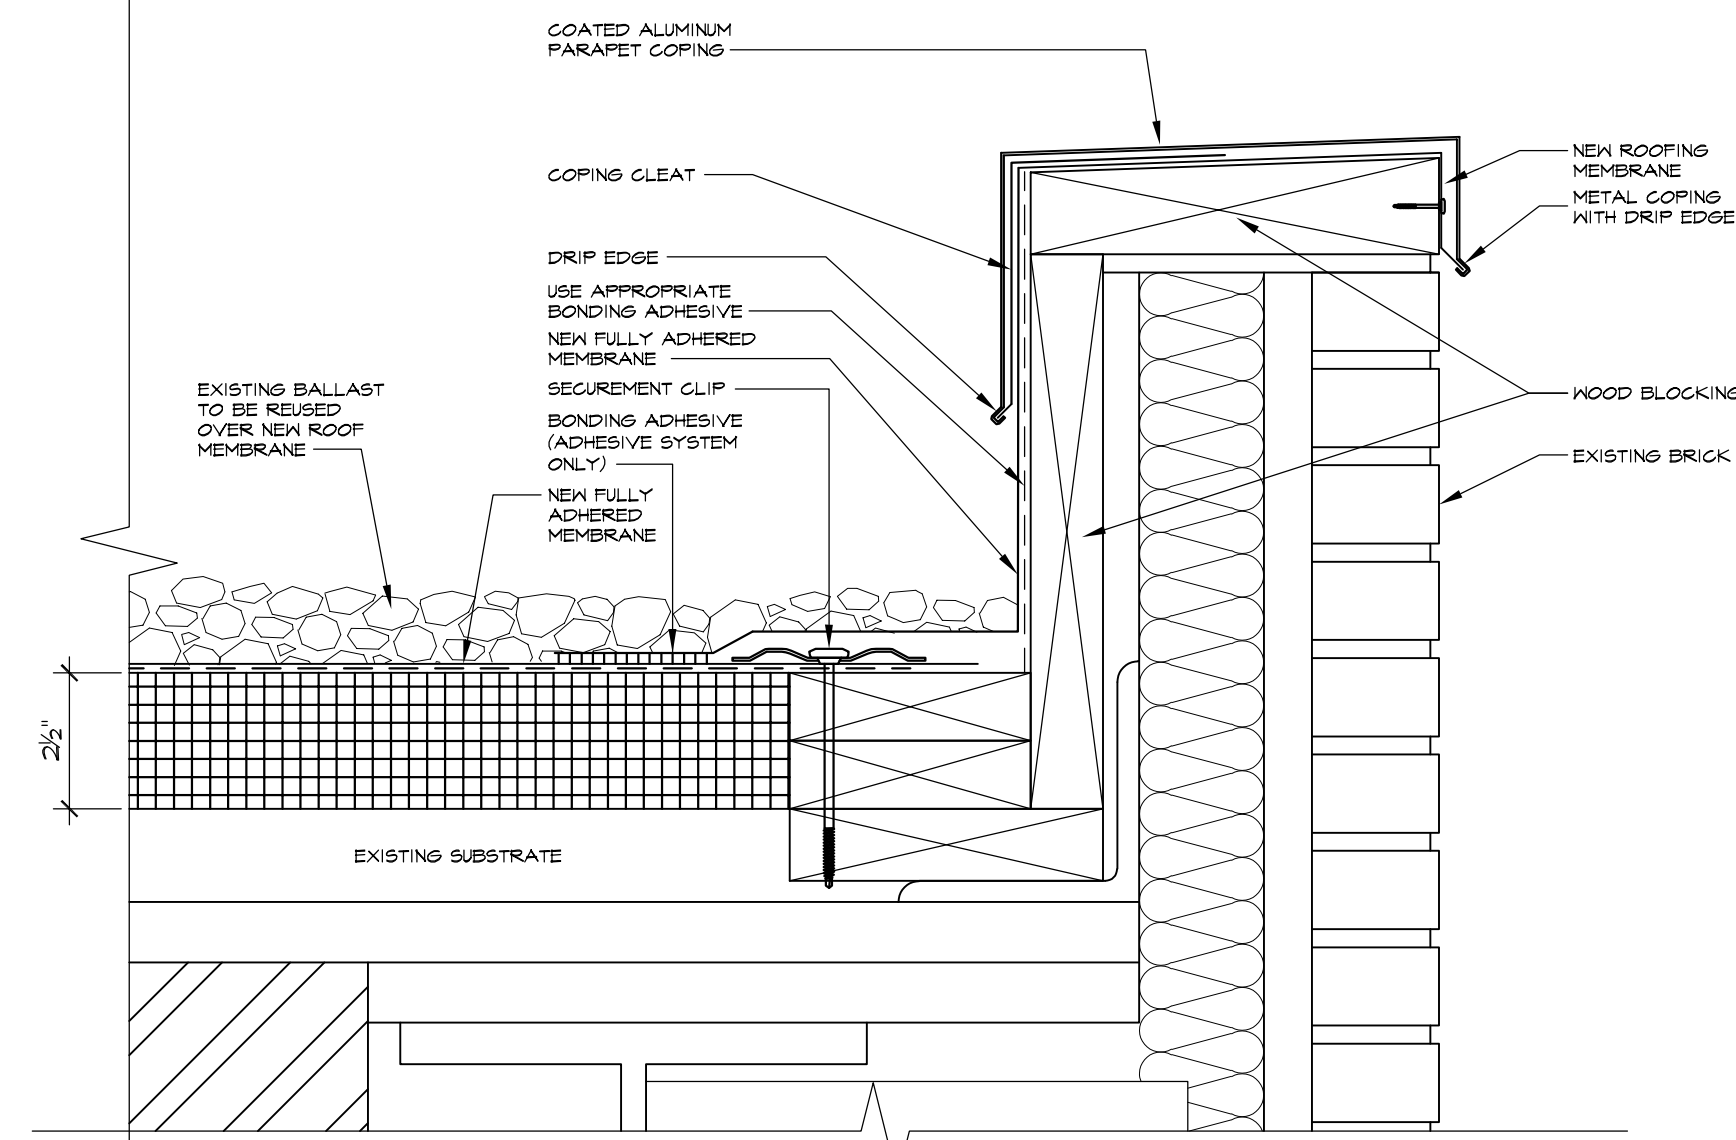 COATED ALUMINUM
PARAPET COPING
COPING CLEAT
DRIP EDGE
USE APPROPRIATE
BONDING ADHESIVE
NEW FULLY ADHERED
MEMBRANE
SECUREMENT CLIP
BONDING ADHESIVE
(ADHESIVE SYSTEM
ONLY)
NEW FULLY
ADHERED
MEMBRANE
EXISTING BALLAST
TO BE REUSED
OVER NEW ROOF
MEMBRANE
NEW ROOFING
MEMBRANE
METAL COPING
WITH DRIP EDGE
WOOD BLOCKING
EXISTING BRICK
2½"
EXISTING SUBSTRATE